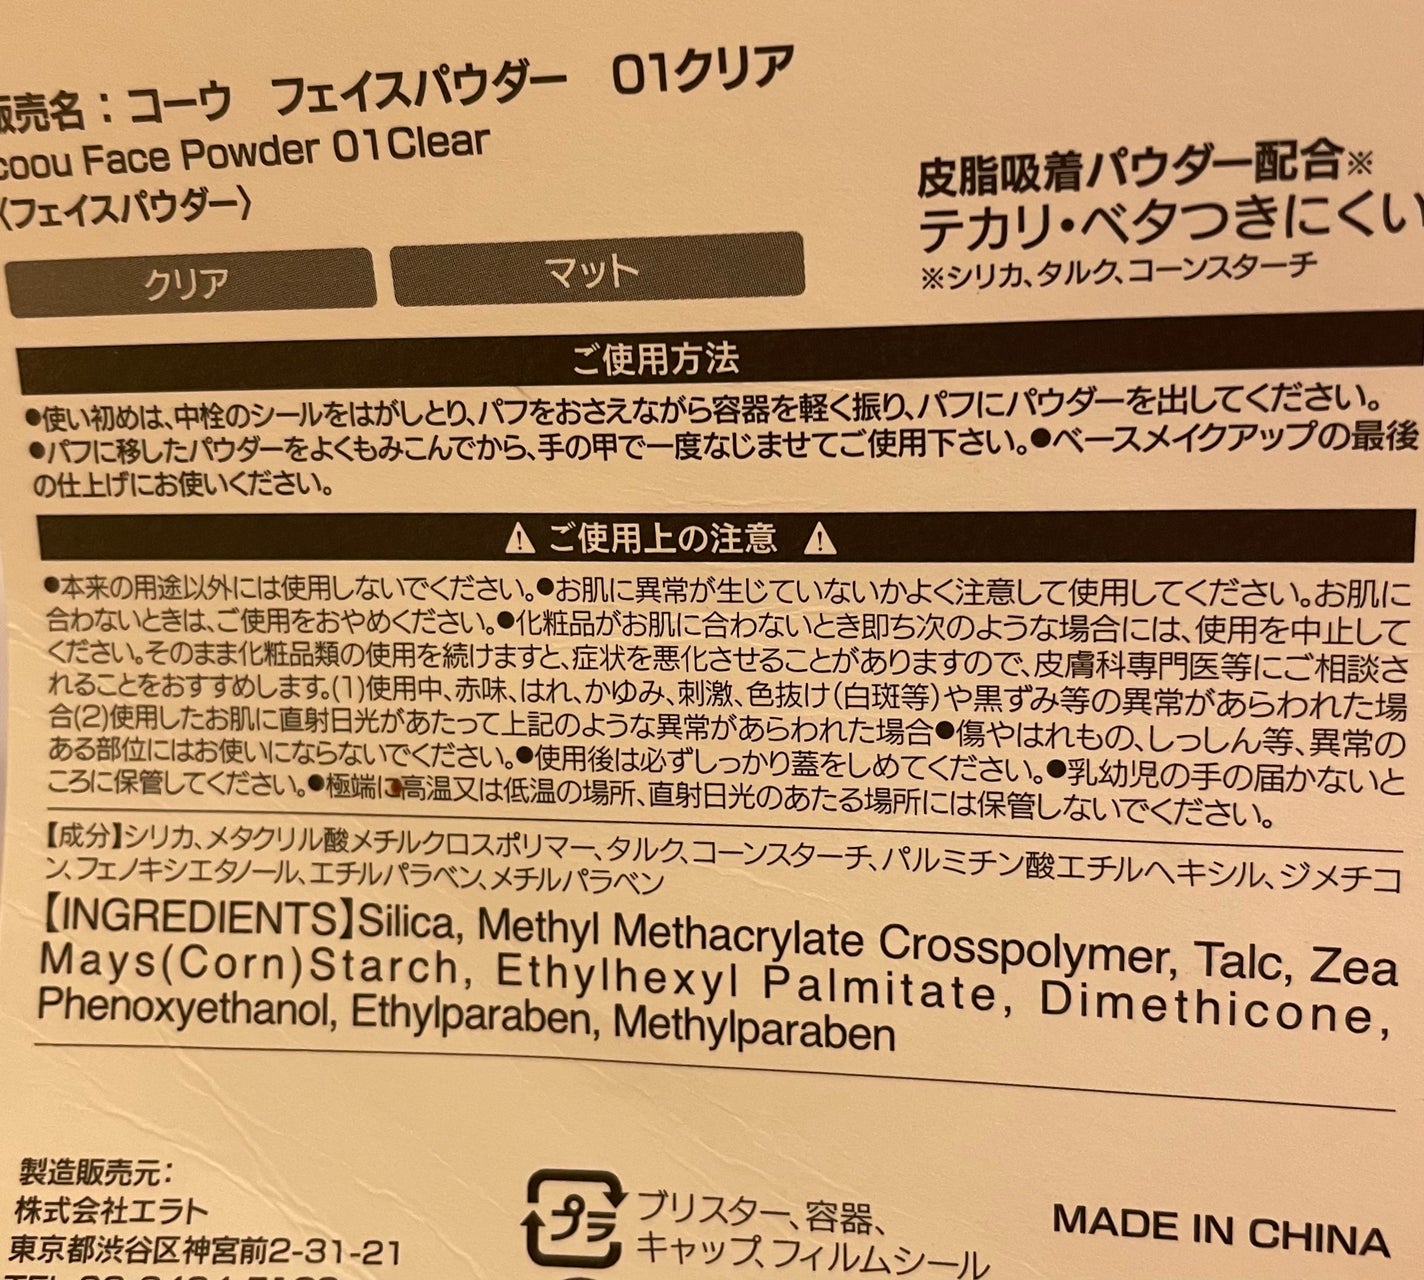 販売名：コーウ　フェイスパウダー　01クリア
coou Face Powder 01Clear
〈フェイスパウダー〉
クリア
マット
皮脂吸着パウダー配合※
テカリ・ベタつきにくい
※シリカ、タルク、コーンスターチ
ご使用方法
●使い初めは、中栓のシールをはがしとり、パフをおさえながら容器を軽く振り、パフにパウダーを出してください。
●パフに移したパウダーをよくもみこんでから、手の甲で一度なじませてご使用下さい。●ベースメイクアップの最後
の仕上げにお使いください。
⚠ ご使用上の注意 ⚠
●本来の用途以外には使用しないでください。●お肌に異常が生じていないかよく注意して使用してください。お肌に
合わないときは、ご使用をおやめください。●化粧品がお肌に合わないとき即ち次のような場合には、使用を中止して
ください。そのまま化粧品類の使用を続けますと、症状を悪化させることがありますので、皮膚科専門医等にご相談さ
れることをおすすめします。(1)使用中、赤味、はれ、かゆみ、刺激、色抜け（白斑等）や黒ずみ等の異常があらわれた場
合(2)使用したお肌に直射日光があたって上記のような異常があらわれた場合●傷やはれもの、しっしん等、異常の
ある部位にはお使いにならないでください。●使用後は必ずしっかり蓋をしめてください。●乳幼児の手の届かないと
ころに保管してください。●極端に高温又は低温の場所、直射日光のあたる場所には保管しないでください。
【成分】シリカ、メタクリル酸メチルクロスポリマー、タルク、コーンスターチ、パルミチン酸エチルヘキシル、ジメチコ
ン、フェノキシエタノール、エチルパラベン、メチルパラベン
【INGREDIENTS】Silica, Methyl Methacrylate Crosspolymer, Talc, Zea
Mays(Corn)Starch, Ethylhexyl Palmitate, Dimethicone,
Phenoxyethanol, Ethylparaben, Methylparaben
製造販売元：
株式会社エラト
東京都渋谷区神宮前2-31-21
プラ
ブリスター、容器、
キャップ、フィルムシール
MADE IN CHINA